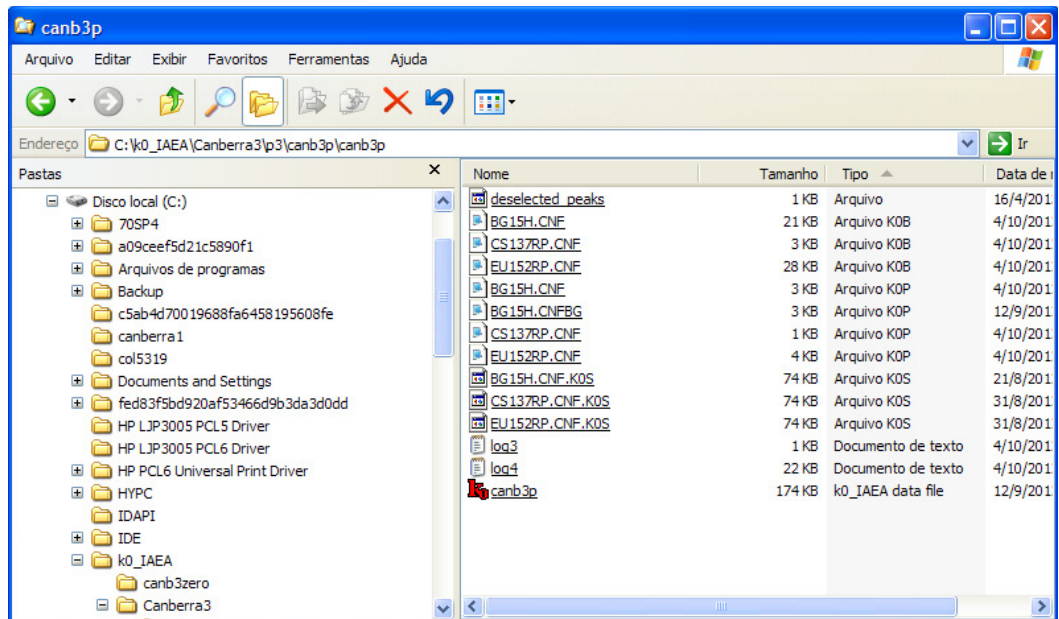 canb3p
Arquivo Editar Exibir Favoritos Ferramentas Ajuda
Endereço C:\k0_IAEA\Canberra3\p3\canb3p\canb3p Ir
Pastas
Disco local (C:)
70SP4
a09ceef5d21c5890f1
Arquivos de programas
Backup
c5ab4d70019688fa6458195608fe
canberra1
col5319
Documents and Settings
fed83f5bd920af53466d9b3da3d0dd
HP LJP3005 PCL5 Driver
HP LJP3005 PCL6 Driver
HP PCL6 Universal Print Driver
HYPC
IDAPI
IDE
k0_IAEA
canb3zero
Canberra3
Nome Tamanho Tipo Data de
deselected_peaks 1 KB Arquivo 16/4/201
BG15H.CNF 21 KB Arquivo K0B 4/10/201
CS137RP.CNF 3 KB Arquivo K0B 4/10/201
EU152RP.CNF 28 KB Arquivo K0B 4/10/201
BG15H.CNF 3 KB Arquivo K0P 4/10/201
BG15H.CNFBG 3 KB Arquivo K0P 12/9/201
CS137RP.CNF 1 KB Arquivo K0P 4/10/201
EU152RP.CNF 4 KB Arquivo K0P 4/10/201
BG15H.CNF.K0S 74 KB Arquivo K0S 21/8/201
CS137RP.CNF.K0S 74 KB Arquivo K0S 31/8/201
EU152RP.CNF.K0S 74 KB Arquivo K0S 31/8/201
log3 1 KB Documento de texto 4/10/201
log4 22 KB Documento de texto 4/10/201
canb3p 174 KB k0_IAEA data file 12/9/201